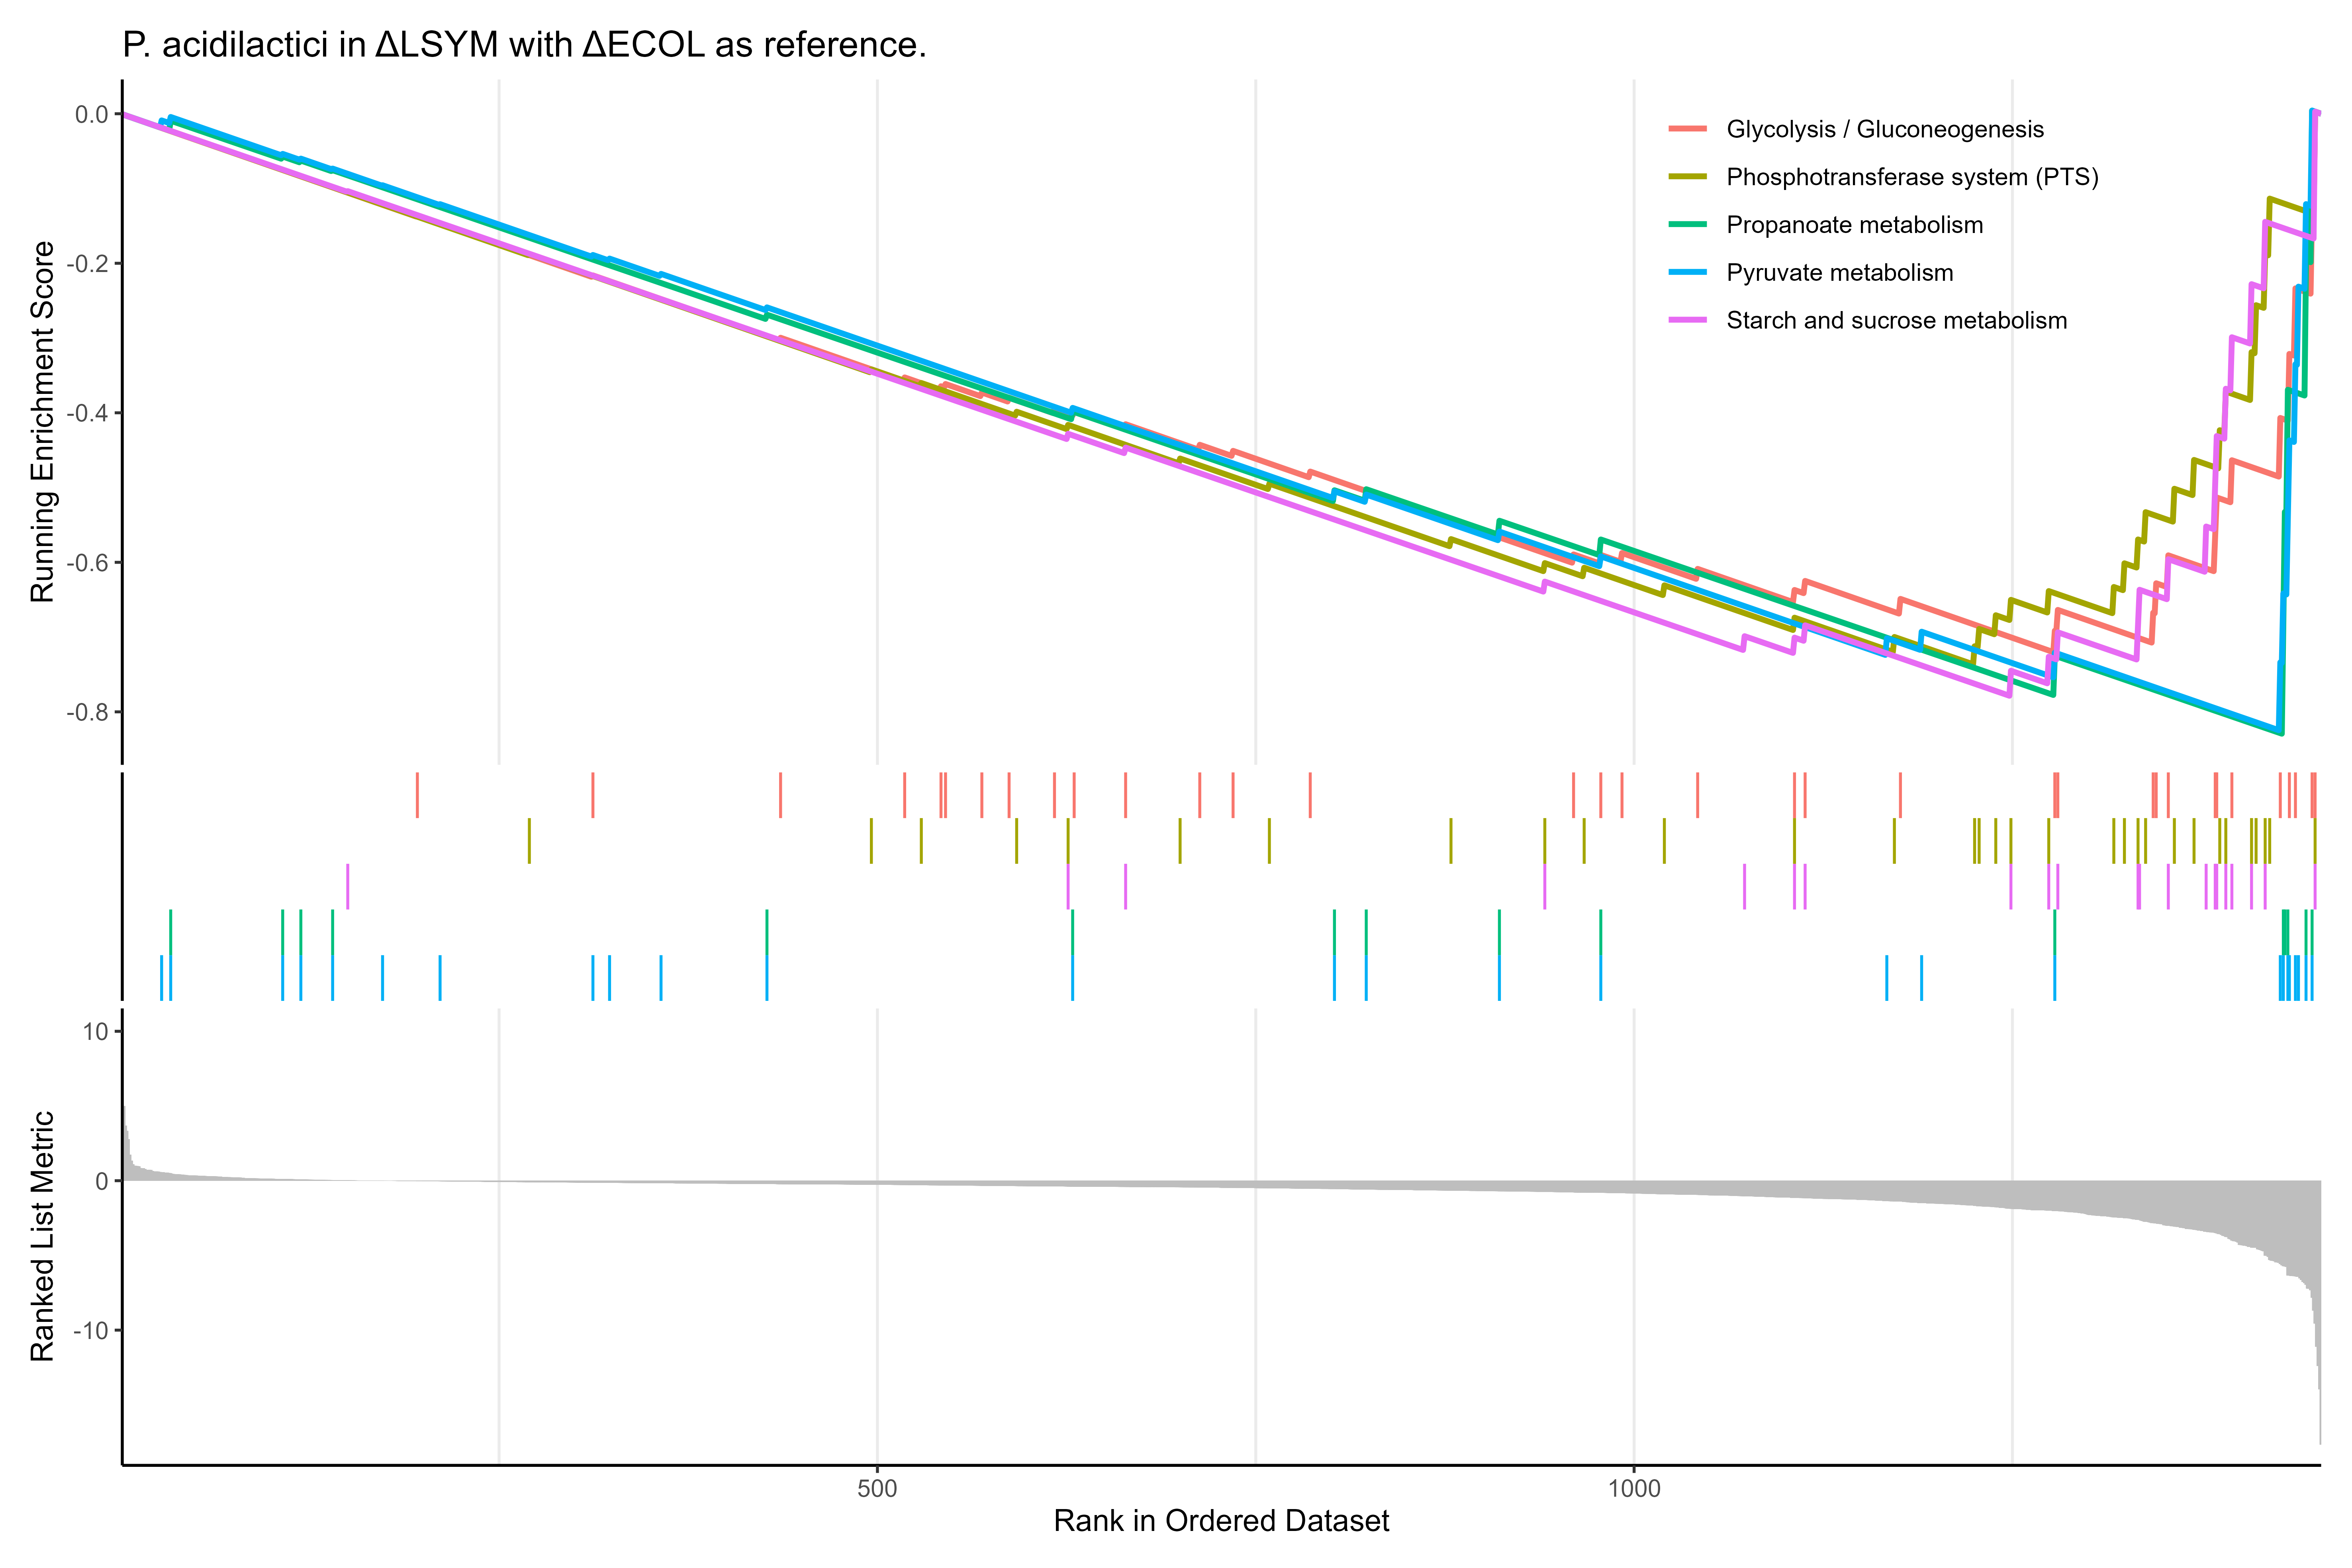 P. acidilactici in ΔLSYM with ΔECOL as reference.
Running Enrichment Score
0.0
-0.2
-0.4
-0.6
-0.8
Glycolysis / Gluconeogenesis
Phosphotransferase system (PTS)
Propanoate metabolism
Pyruvate metabolism
Starch and sucrose metabolism
Ranked List Metric
10
0
-10
500
1000
Rank in Ordered Dataset